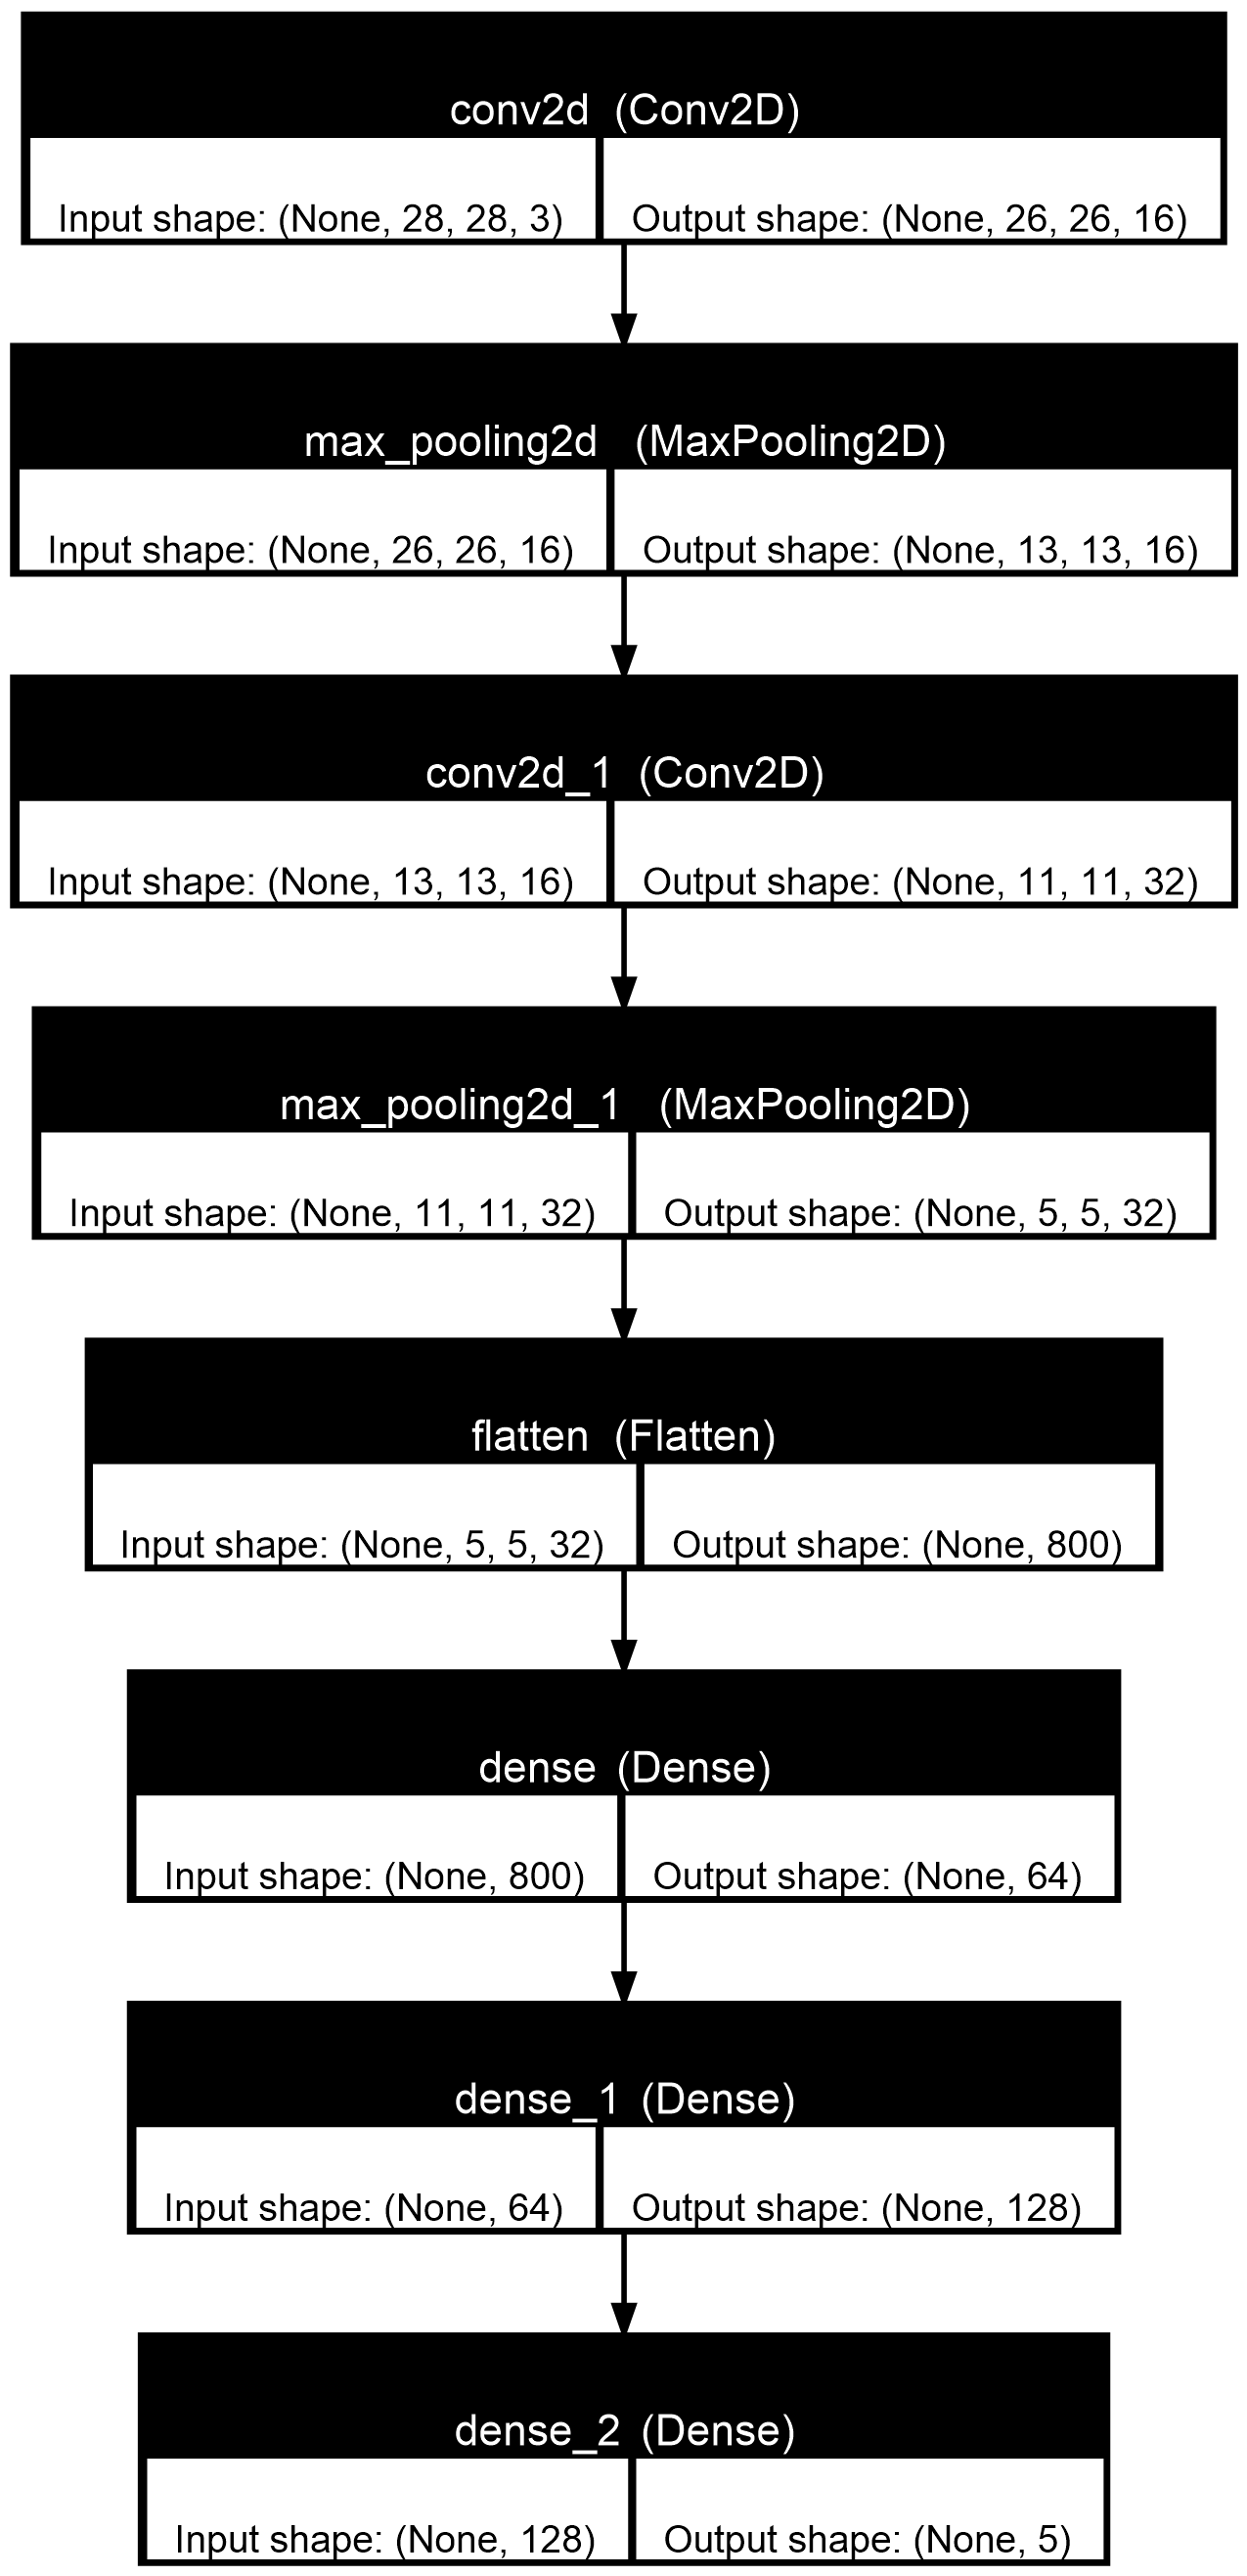 conv2d (Conv2D)
Input shape: (None, 28, 28, 3) Output shape: (None, 26, 26, 16)
max_pooling2d (MaxPooling2D)
Input shape: (None, 26, 26, 16) Output shape: (None, 13, 13, 16)
conv2d_1 (Conv2D)
Input shape: (None, 13, 13, 16) Output shape: (None, 11, 11, 32)
max_pooling2d_1 (MaxPooling2D)
Input shape: (None, 11, 11, 32) Output shape: (None, 5, 5, 32)
flatten (Flatten)
Input shape: (None, 5, 5, 32) Output shape: (None, 800)
dense (Dense)
Input shape: (None, 800) Output shape: (None, 64)
dense_1 (Dense)
Input shape: (None, 64) Output shape: (None, 128)
dense_2 (Dense)
Input shape: (None, 128) Output shape: (None, 5)